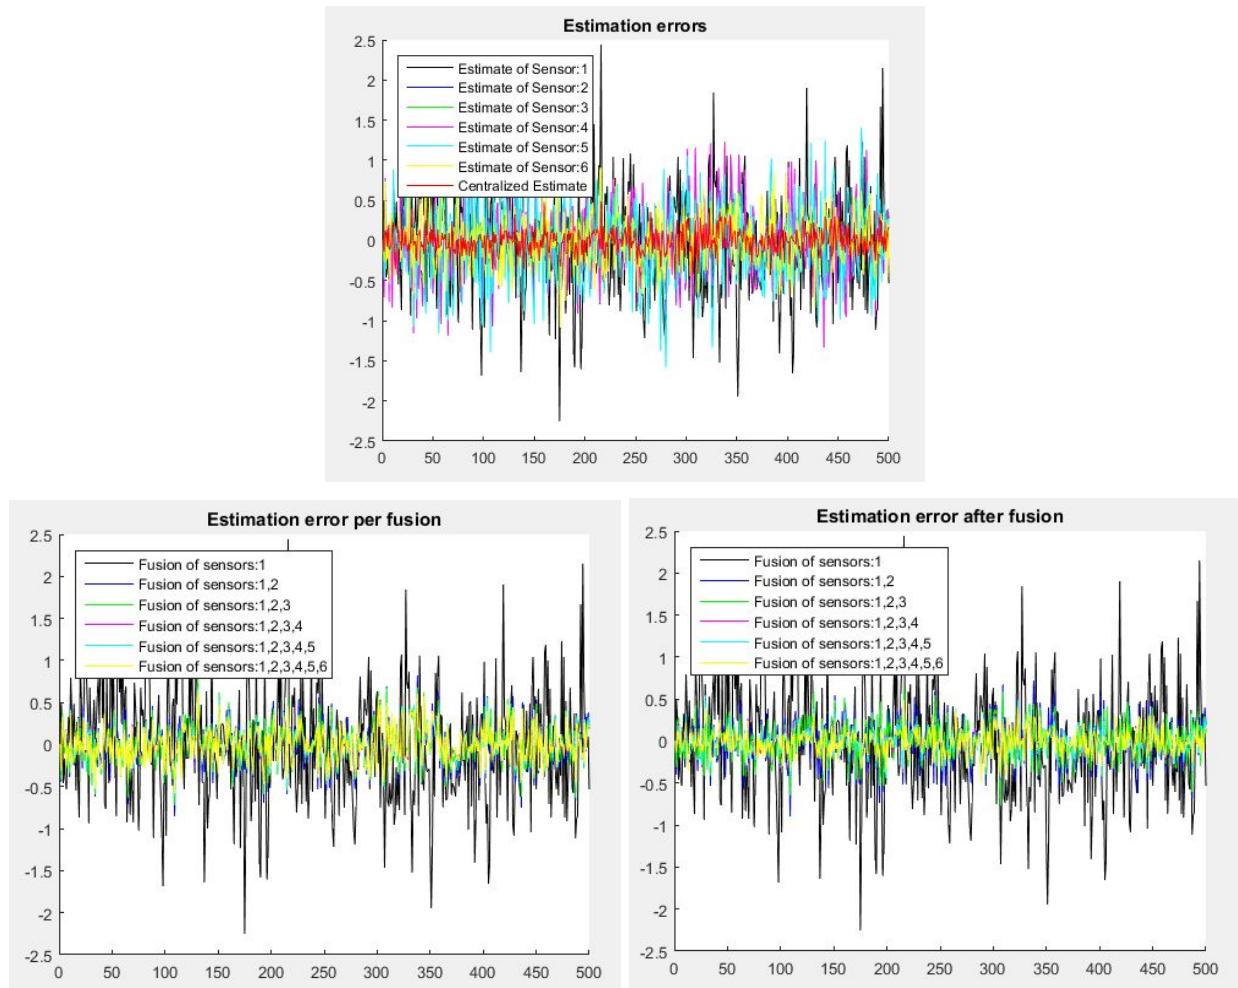 Estimation errors
2.5
2
1.5
1
0.5
0
-0.5
-1
-1.5
-2
-2.5
Estimate of Sensor:1
Estimate of Sensor:2
Estimate of Sensor:3
Estimate of Sensor:4
Estimate of Sensor:5
Estimate of Sensor:6
Centralized Estimate
0 50 100 150 200 250 300 350 400 450 500
Estimation error per fusion
2.5
2
1.5
1
0.5
0
-0.5
-1
-1.5
-2
-2.5
Fusion of sensors:1
Fusion of sensors:1,2
Fusion of sensors:1,2,3
Fusion of sensors:1,2,3,4
Fusion of sensors:1,2,3,4,5
Fusion of sensors:1,2,3,4,5,6
0 50 100 150 200 250 300 350 400 450 500
Estimation error after fusion
2.5
2
1.5
1
0.5
0
-0.5
-1
-1.5
-2
-2.5
Fusion of sensors:1
Fusion of sensors:1,2
Fusion of sensors:1,2,3
Fusion of sensors:1,2,3,4
Fusion of sensors:1,2,3,4,5
Fusion of sensors:1,2,3,4,5,6
0 50 100 150 200 250 300 350 400 450 500